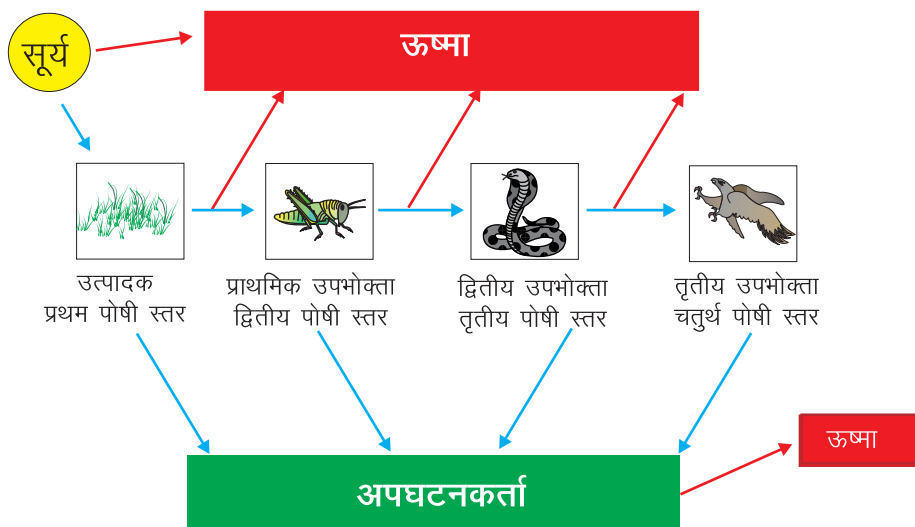 सूर्य
ऊष्मा
उत्पादक
प्रथम पोषी स्तर
प्राथमिक उपभोक्ता
द्वितीय पोषी स्तर
द्वितीय उपभोक्ता
तृतीय पोषी स्तर
तृतीय उपभोक्ता
चतुर्थ पोषी स्तर
ऊष्मा
अपघटनकर्ता